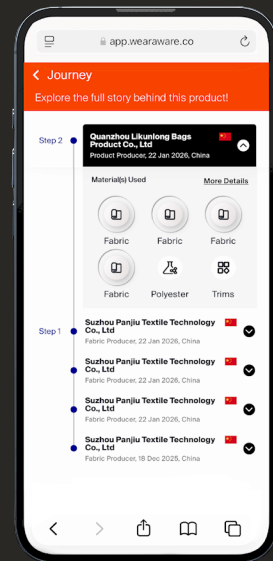 app.wearaware.co
Journey
Explore the full story behind this product!
Step 2
Quanzhou Likunlong Bags
Product Co., Ltd
Product Producer, 22 Jan 2026, China
Material(s) Used
More Details
Fabric
Fabric
Fabric
Fabric
Polyester
Trims
Step 1
Suzhou Panjiu Textile Technology
Co., Ltd
Fabric Producer, 22 Jan 2026, China
Suzhou Panjiu Textile Technology
Co., Ltd
Fabric Producer, 22 Jan 2026, China
Suzhou Panjiu Textile Technology
Co., Ltd
Fabric Producer, 22 Jan 2026, China
Suzhou Panjiu Textile Technology
Co., Ltd
Fabric Producer, 18 Dec 2025, China